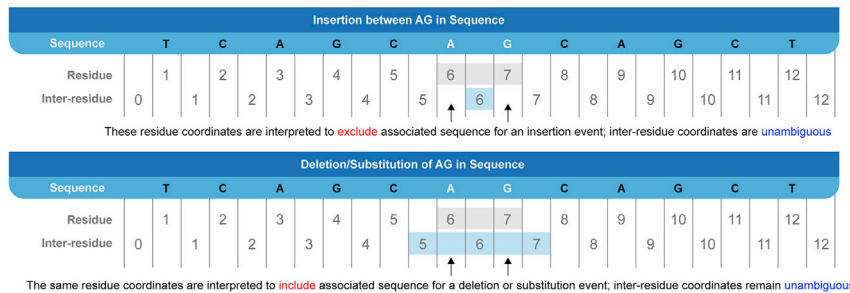 Insertion between AG in Sequence
Sequence T C A G C A G C A G C T
Residue 1 2 3 4 5 6 7 8 9 10 11 12
Inter-residue 0 1 2 3 4 5 6 7 8 9 10 11 12
These residue coordinates are interpreted to exclude associated sequence for an insertion event; inter-residue coordinates are unambiguous
Deletion/Substitution of AG in Sequence
Sequence T C A G C A G C A G C T
Residue 1 2 3 4 5 6 7 8 9 10 11 12
Inter-residue 0 1 2 3 4 5 6 7 8 9 10 11 12
The same residue coordinates are interpreted to include associated sequence for a deletion or substitution event; inter-residue coordinates remain unambiguous